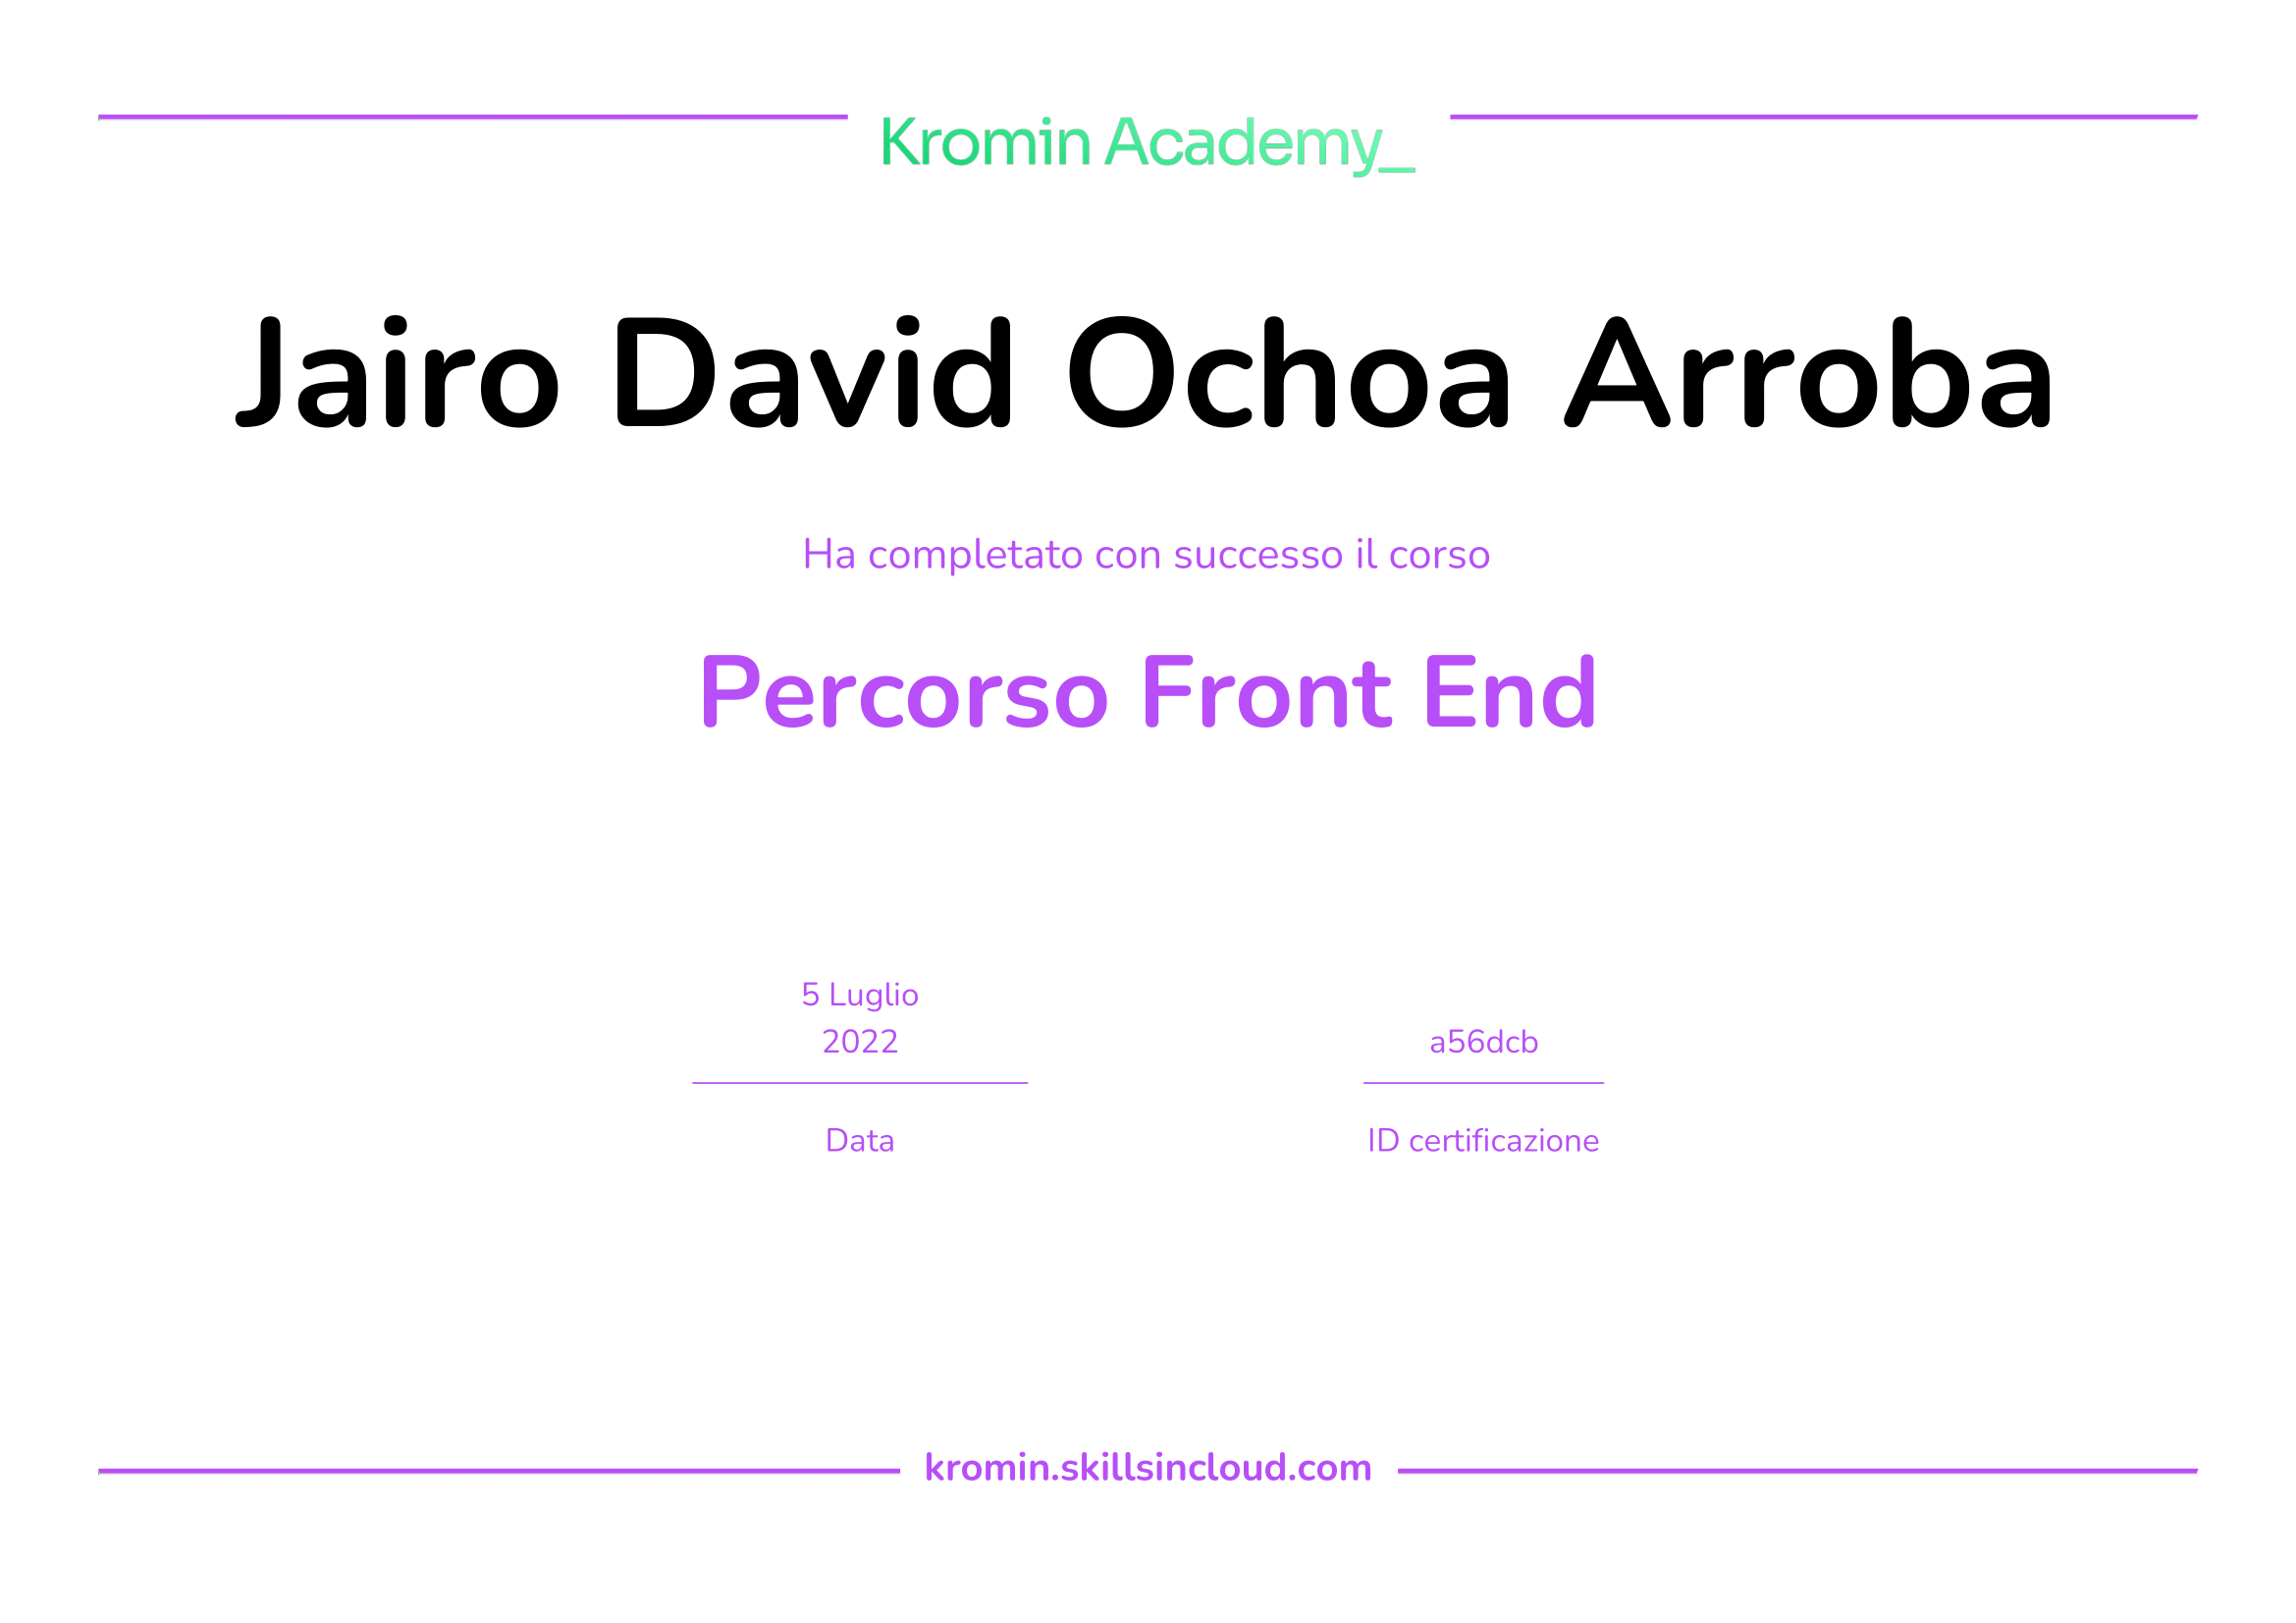 Kromin Academy_
Jairo David Ochoa Arroba
Ha completato con successo il corso
Percorso Front End
5 Luglio
2022
Data
a56dcb
ID certificazione
kromin.skillsincloud.com